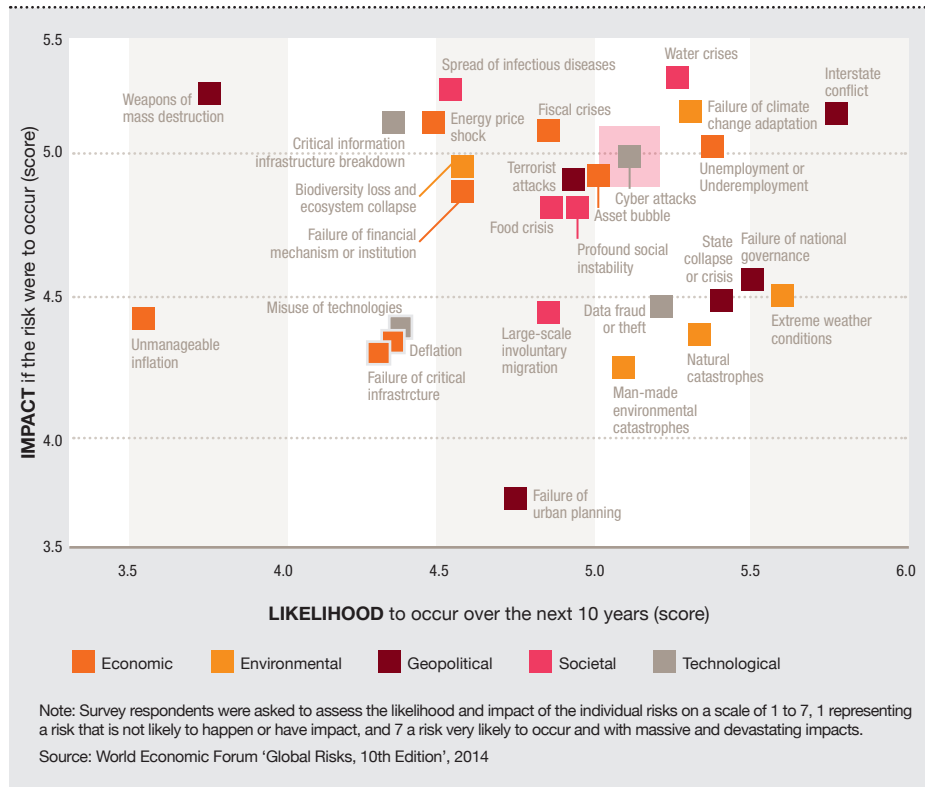 5.5
Water crises
Spread of infectious diseases
Interstate
conflict
Weapons of
mass destruction
Energy price
shock
Fiscal crises
Failure of climate
change adaptation
Critical information
infrastructure breakdown
5.0
Unemployment or
Underemployment
Terrorist
attacks
Biodiversity loss and
ecosystem collapse
Cyber attacks
Asset bubble
Food crisis
Failure of financial
mechanism or institution
Profound social
instability
State
collapse
or crisis
Failure of national
governance
4.5
Misuse of technologies
Data fraud
or theft
Extreme weather
conditions
Unmanageable
inflation
Deflation
Large-scale
involuntary
migration
Natural
catastrophes
Failure of critical
infrastrcture
Man-made
environmental
catastrophes
4.0
Failure of
urban planning
3.5
IMPACT if the risk were to occur (score)
3.5 4.0 4.5 5.0 5.5 6.0
LIKELIHOOD to occur over the next 10 years (score)
Economic Environmental Geopolitical Societal Technological
Note: Survey respondents were asked to assess the likelihood and impact of the individual risks on a scale of 1 to 7, 1 representing
a risk that is not likely to happen or have impact, and 7 a risk very likely to occur and with massive and devastating impacts.
Source: World Economic Forum ‘Global Risks, 10th Edition’, 2014